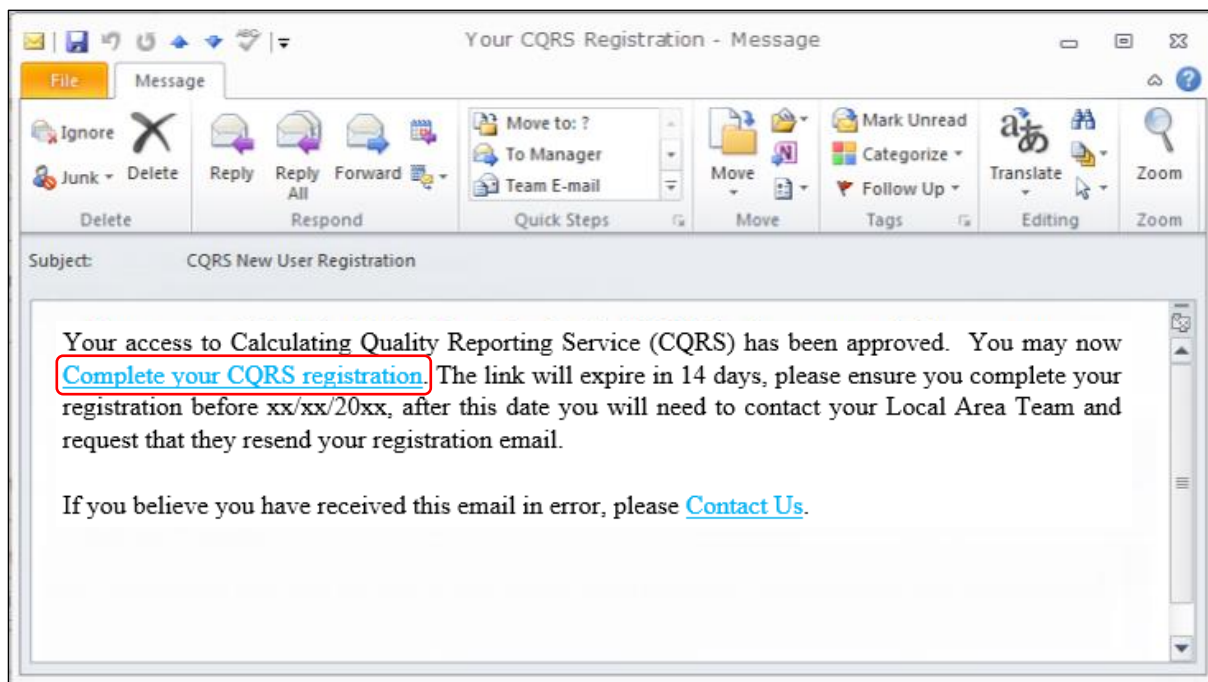 Your CQRS Registration - Message
File Message
Ignore
Junk
Delete
Delete
Reply
Reply All
Forward
Respond
Move to: ?
To Manager
Team E-mail
Quick Steps
Move
Move
Mark Unread
Categorize
Follow Up
Tags
Translate
Editing
Zoom
Zoom
Subject: CQRS New User Registration
Your access to Calculating Quality Reporting Service (CQRS) has been approved. You may now
Complete your CQRS registration. The link will expire in 14 days, please ensure you complete your
registration before xx/xx/20xx, after this date you will need to contact your Local Area Team and
request that they resend your registration email.
If you believe you have received this email in error, please Contact Us.